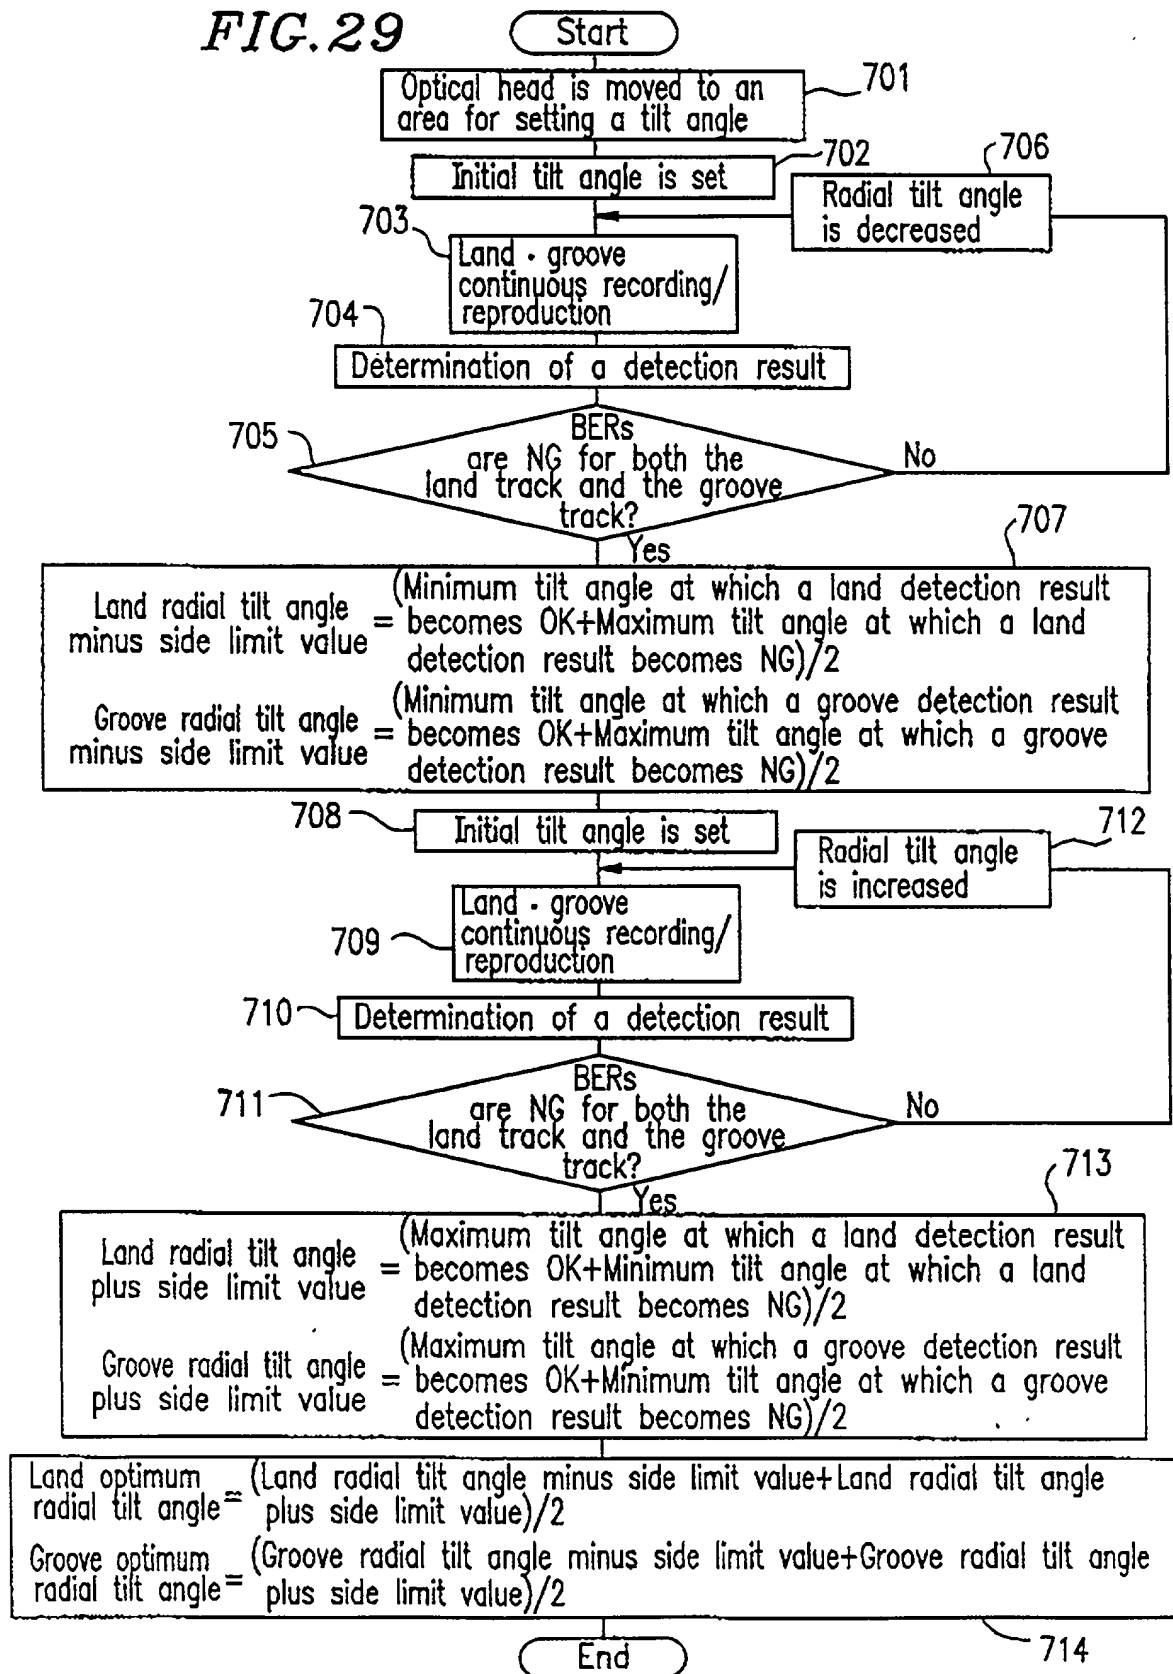 FIG.29
Start
701
Optical head is moved to an
area for setting a tilt angle
702
Initial tilt angle is set
706
Radial tilt angle
is decreased
703
Land · groove
continuous recording/
reproduction
704
Determination of a detection result
705
BERs
are NG for both the
land track and the groove
track?
No
Yes
707
Land radial tilt angle
minus side limit value
=
(Minimum tilt angle at which a land detection result
becomes OK+Maximum tilt angle at which a land
detection result becomes NG)/2
Groove radial tilt angle
minus side limit value
=
(Minimum tilt angle at which a groove detection result
becomes OK+Maximum tilt angle at which a groove
detection result becomes NG)/2
708
Initial tilt angle is set
712
Radial tilt angle
is increased
709
Land · groove
continuous recording/
reproduction
710
Determination of a detection result
711
BERs
are NG for both the
land track and the groove
track?
No
Yes
713
Land radial tilt angle
plus side limit value
=
(Maximum tilt angle at which a land detection result
becomes OK+Minimum tilt angle at which a land
detection result becomes NG)/2
Groove radial tilt angle
plus side limit value
=
(Maximum tilt angle at which a groove detection result
becomes OK+Minimum tilt angle at which a groove
detection result becomes NG)/2
Land optimum
radial tilt angle
=
(Land radial tilt angle minus side limit value+Land radial tilt angle
plus side limit value)/2
Groove optimum
radial tilt angle
=
(Groove radial tilt angle minus side limit value+Groove radial tilt angle
plus side limit value)/2
714
End